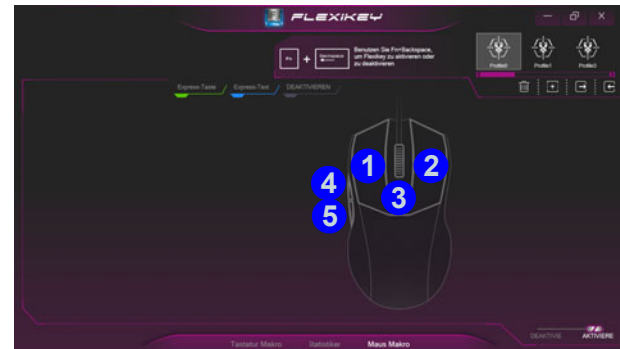 FLEXIKEY
Fn + Backspace
Benutzen Sie Fn+Backspace,
um Flexikey zu aktivieren oder
zu deaktivieren
Profile0 Profile1 Profile2
Express-Taste Express-Text DEAKTIVIEREN
1 2
4 3
5
DEAKTIVIE AKTIVIERE
Tastatur Makro Statistiker Maus Makro